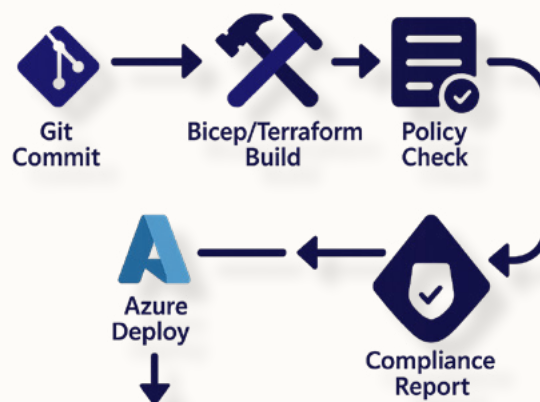 Git
Commit
Bicep/Terraform
Build
Policy
Check
Azure
Deploy
Compliance
Report